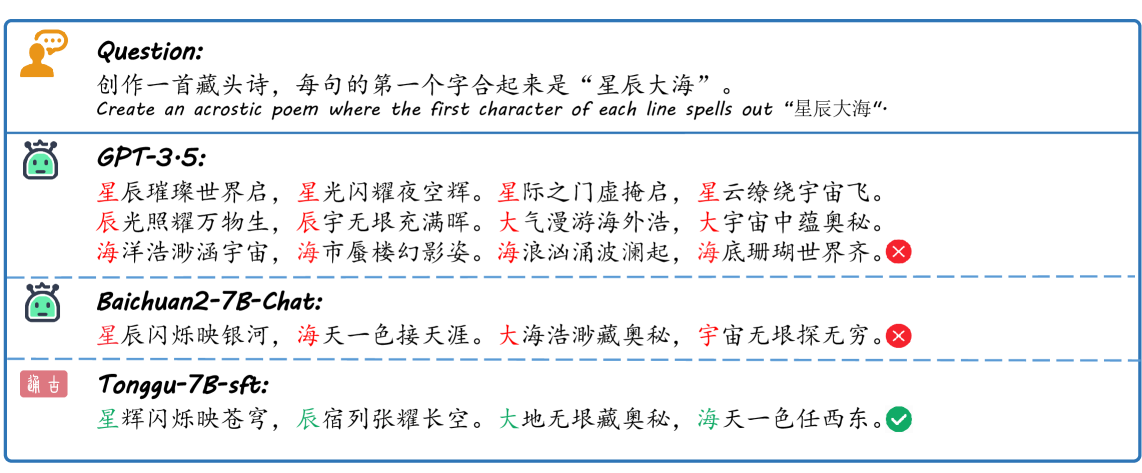 Question:
创作一首藏头诗，每句的第一个字合起来是“星辰大海”。
Create an acrostic poem where the first character of each line spells out “星辰大海”.
GPT-3.5:
星辰璀璨世界启，星光闪耀夜空辉。星际之门虚掩启，星云缭绕宇宙飞。
辰光照耀万物生，辰宇无垠充满晖。大气漫游海外浩，大宇宙中蕴奥秘。
海洋浩渺涵宇宙，海市蜃楼幻影姿。海浪汹涌波澜起，海底珊瑚世界齐。
Baichuan2-7B-Chat:
星辰闪烁映银河，海天一色接天涯。大海浩渺藏奥秘，宇宙无垠探无穷。
通古
Tonggu-7B-sft:
星辉闪烁映苍穹，辰宿列张耀长空。大地无垠藏奥秘，海天一色任西东。